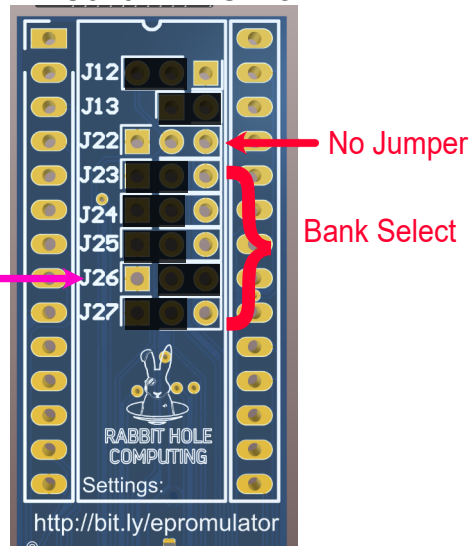 J12
J13
J22
No Jumper
J23
J24
Bank Select
J25
J26
J27
RABBIT HOLE
COMPUTING
Settings:
http://bit.ly/epromulator